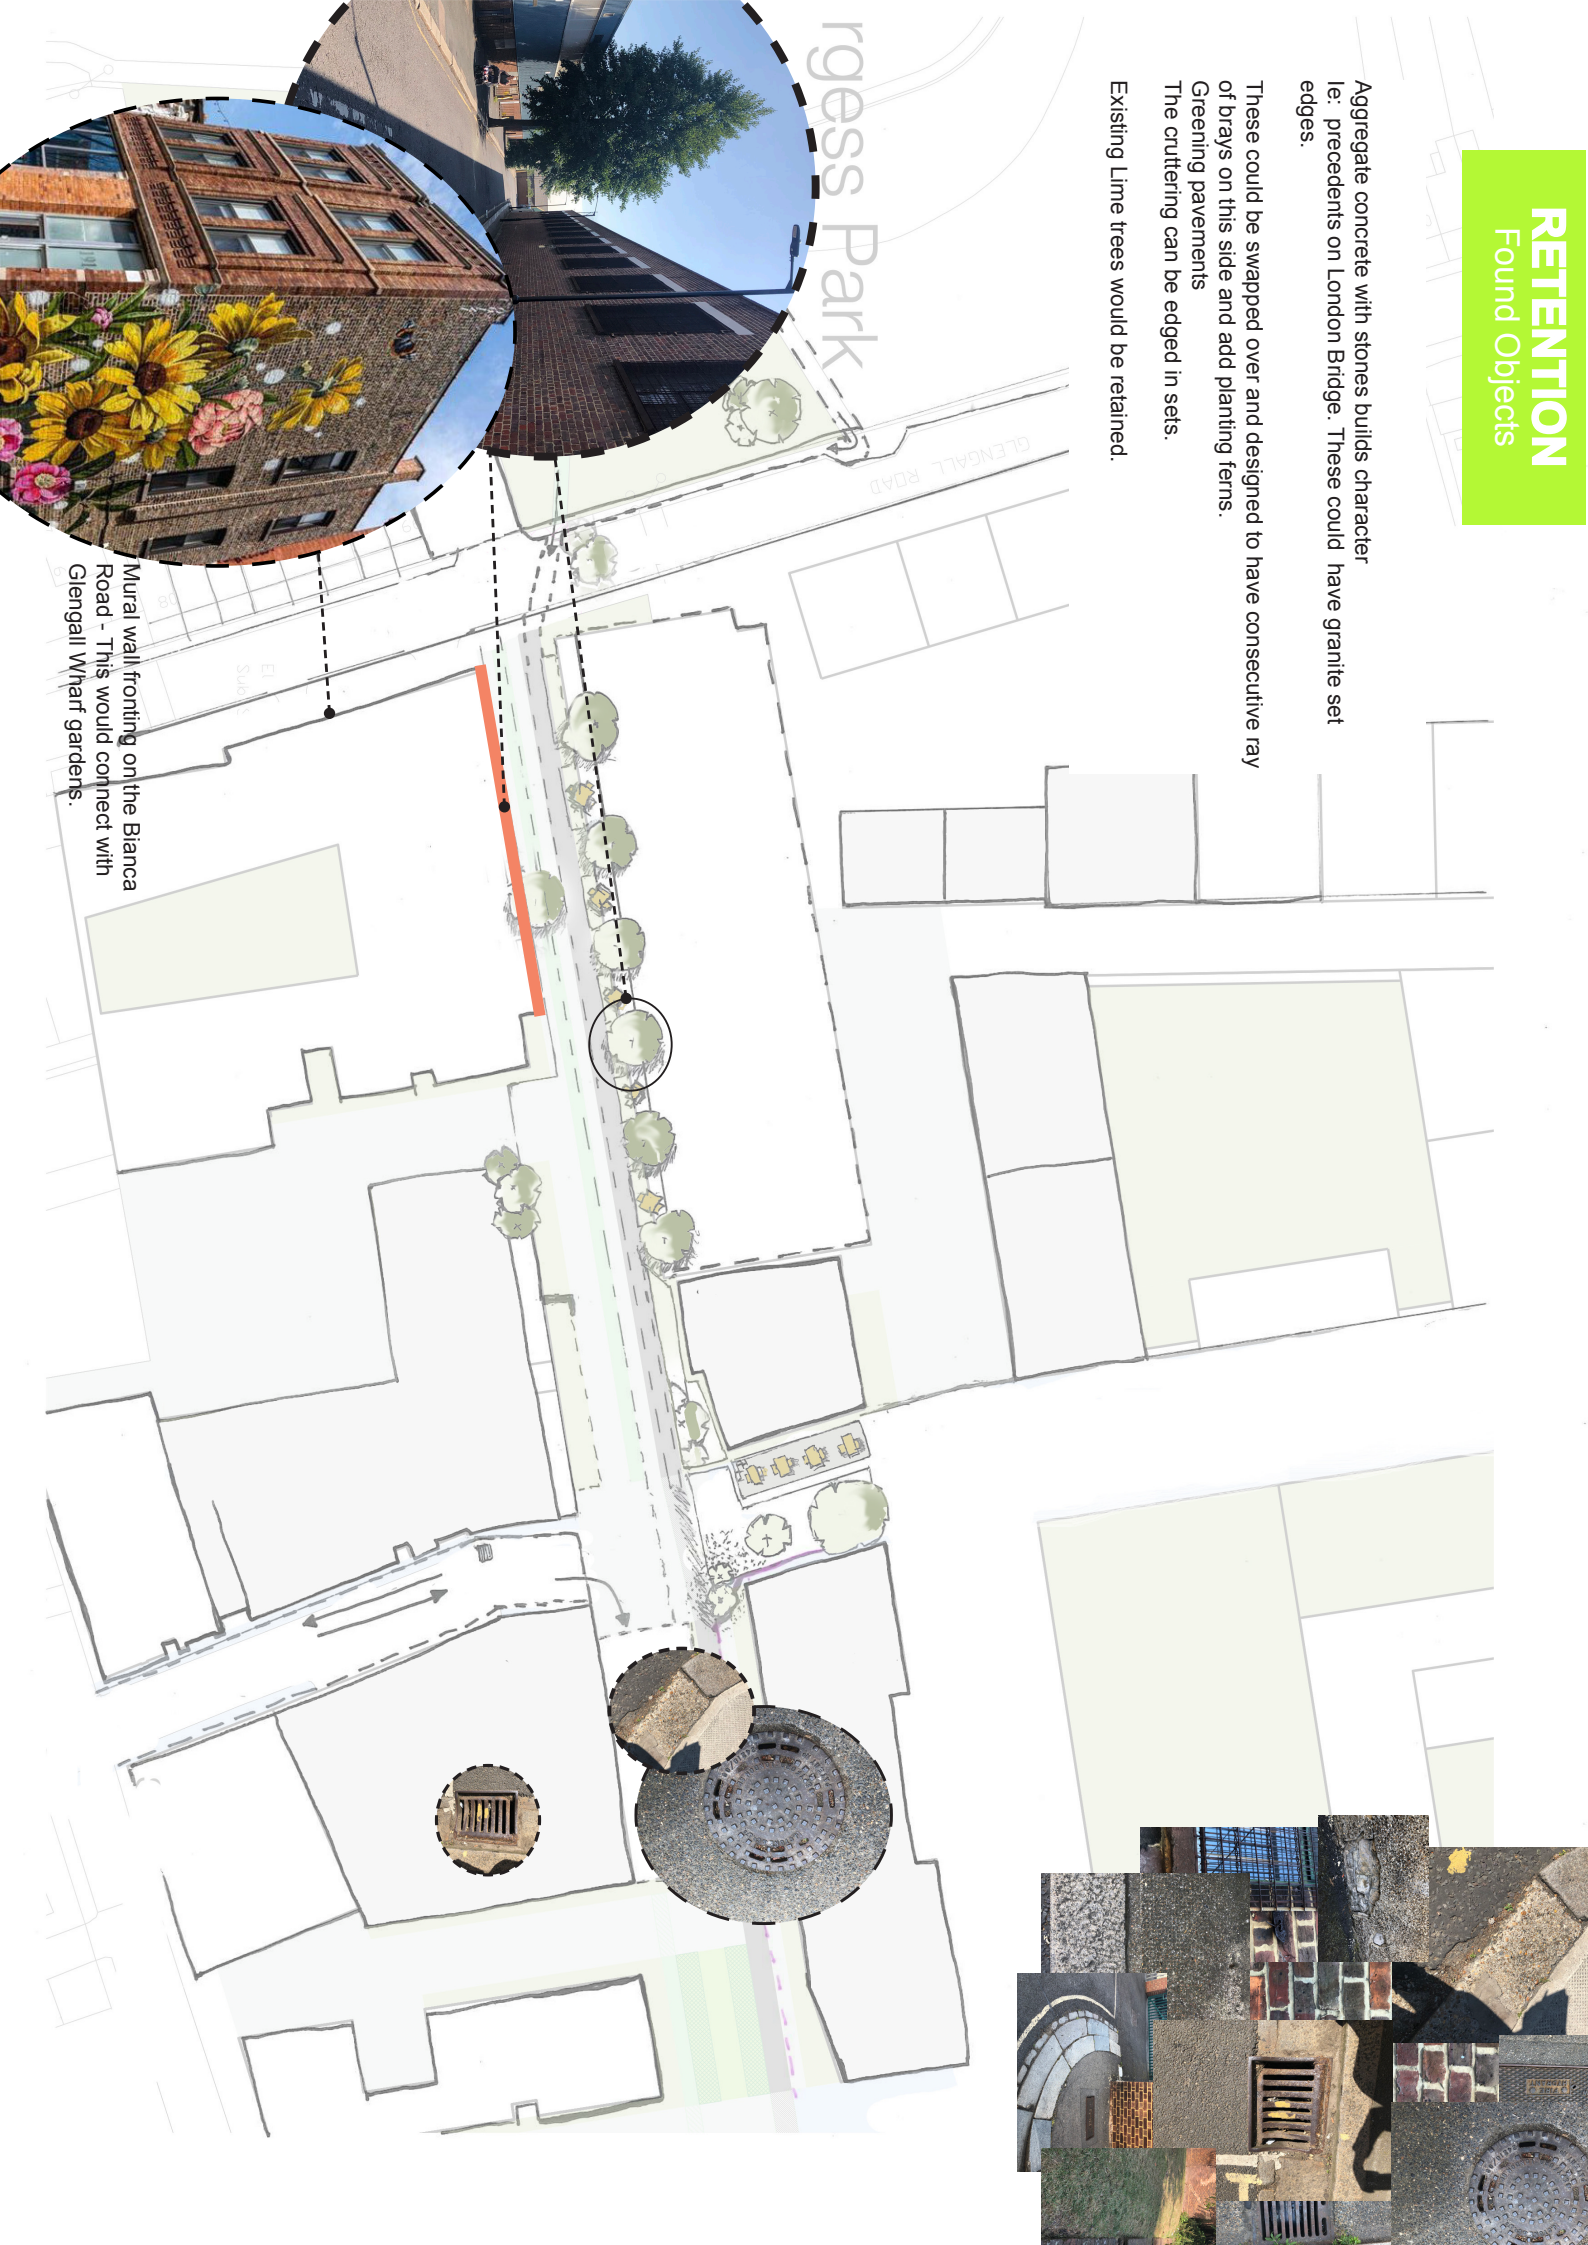 RETENTION
Found Objects
Aggregate concrete with stones builds character
Ie: precedents on London Bridge. These could have granite set
edges.
These could be swapped over and designed to have consecutive ray
of brays on this side and add planting ferns.
Greening pavements
The cruttering can be edged in sets.
Existing Lime trees would be retained.
rgess Park
GLENGALL ROAD
El
Sub
80
Mural wall fronting on the Bianca
Road - This would connect with
Glengall Wharf gardens.